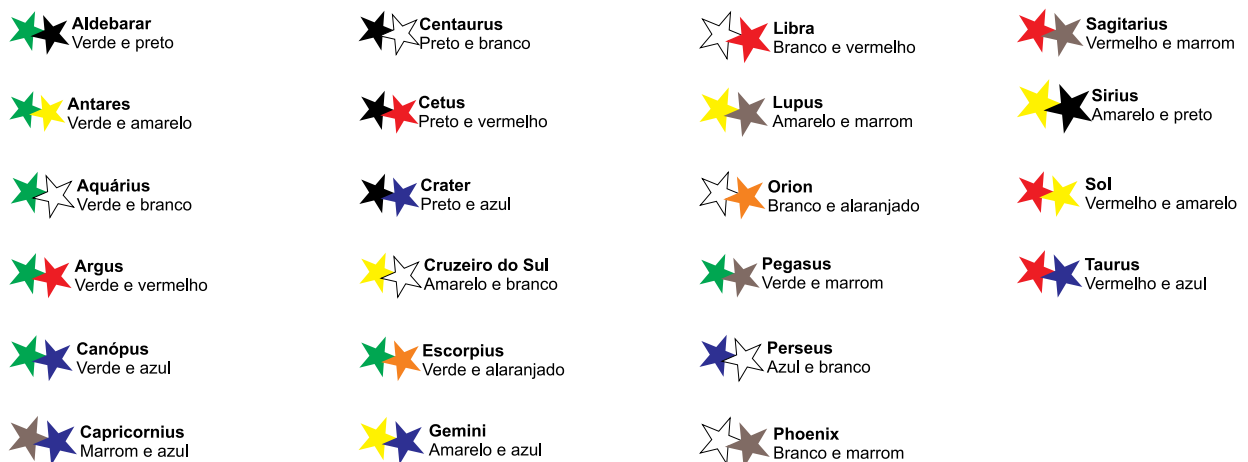 Aldebarar
Verde e preto
Antares
Verde e amarelo
Aquárius
Verde e branco
Argus
Verde e vermelho
Canópus
Verde e azul
Capricornius
Marrom e azul
Centaurus
Preto e branco
Cetus
Preto e vermelho
Crater
Preto e azul
Cruzeiro do Sul
Amarelo e branco
Escorpius
Verde e alaranjado
Gemini
Amarelo e azul
Libra
Branco e vermelho
Lupus
Amarelo e marrom
Orion
Branco e alaranjado
Pegasus
Verde e marrom
Perseus
Azul e branco
Phoenix
Branco e marrom
Sagitarius
Vermelho e marrom
Sirius
Amarelo e preto
Sol
Vermelho e amarelo
Taurus
Vermelho e azul